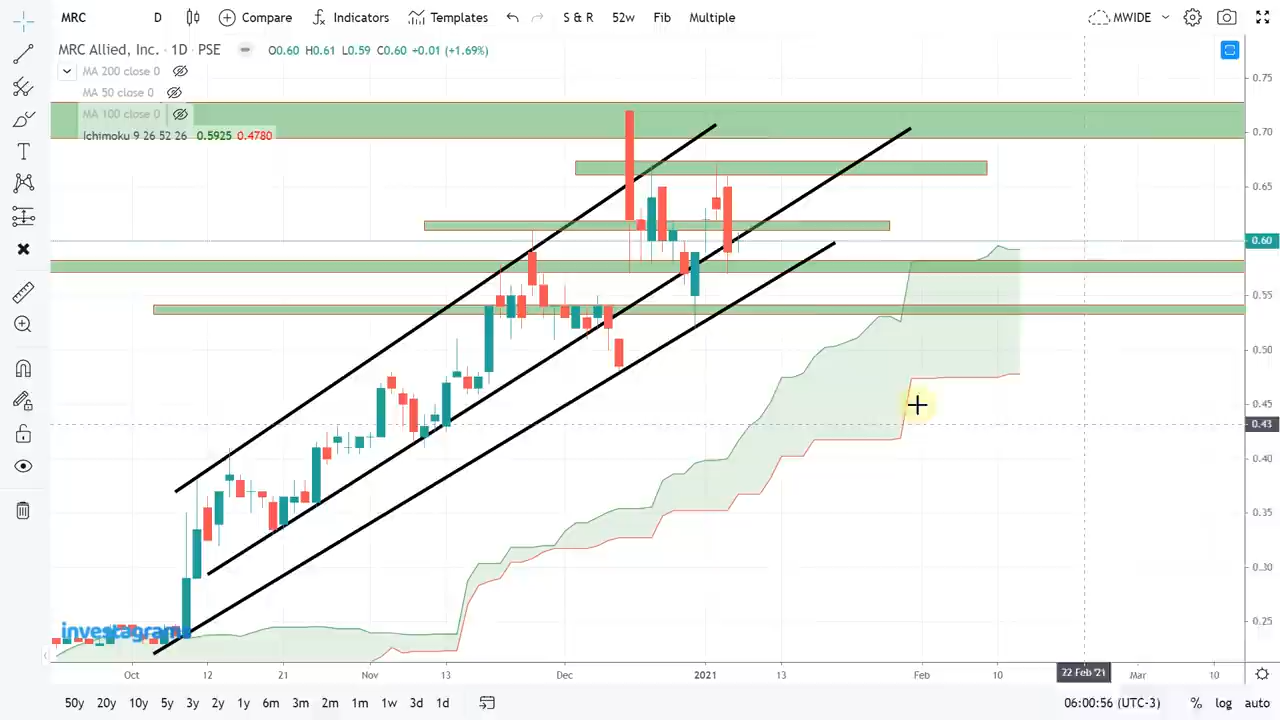 MRC D Compare Indicators Templates S & R 52w Fib Multiple MWIDE
MRC Allied, Inc. · 1D · PSE O0.60 H0.61 L0.59 C0.60 +0.01 (+1.69%)
MA 200 close 0
MA 50 close 0
MA 100 close 0
Ichimoku 9 26 52 26 0.5925 0.4780
0.75
0.70
0.65
0.60
0.55
0.50
0.45
0.43
0.40
0.35
0.30
0.25
investagrams
Oct 12 21 Nov 13 Dec 2021 13 Feb 10 22 Feb '21 Mar 10
50y 20y 10y 5y 3y 2y 1y 6m 3m 2m 1m 1w 3d 1d 06:00:56 (UTC-3) % log auto